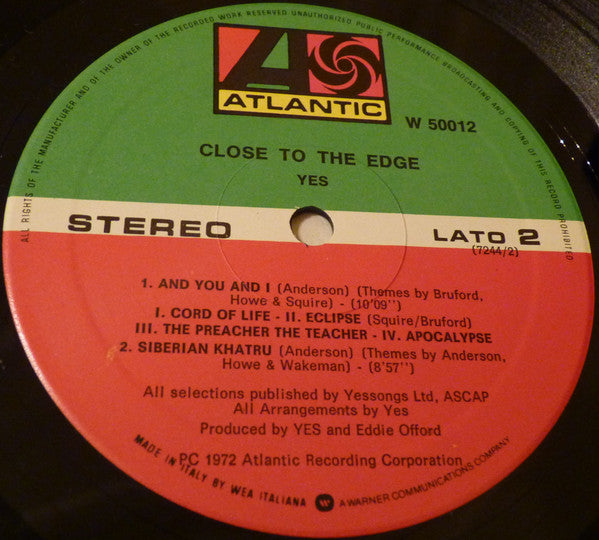 ALL RIGHTS OF THE MANUFACTURER AND OF THE OWNER OF THE RECORDED WORK RESERVED UNAUTHORIZED PUBLIC PERFORMANCE BROADCASTING AND COPYING OF THIS RECORD PROHIBITED
ATLANTIC
W 50012
CLOSE TO THE EDGE
YES
STEREO
LATO 2
(7244/2)
1. AND YOU AND I (Anderson) (Themes by Bruford,
Howe & Squire) - (10'09'')
I. CORD OF LIFE - II. ECLIPSE (Squire/Bruford)
III. THE PREACHER THE TEACHER - IV. APOCALYPSE
2. SIBERIAN KHATRU (Anderson) (Themes by Anderson,
Howe & Wakeman) - (8'57'')
All selections published by Yessongs Ltd, ASCAP
All Arrangements by Yes
Produced by YES and Eddie Offord
PC 1972 Atlantic Recording Corporation
MADE IN ITALY BY WEA ITALIANA W A WARNER COMMUNICATIONS COMPANY